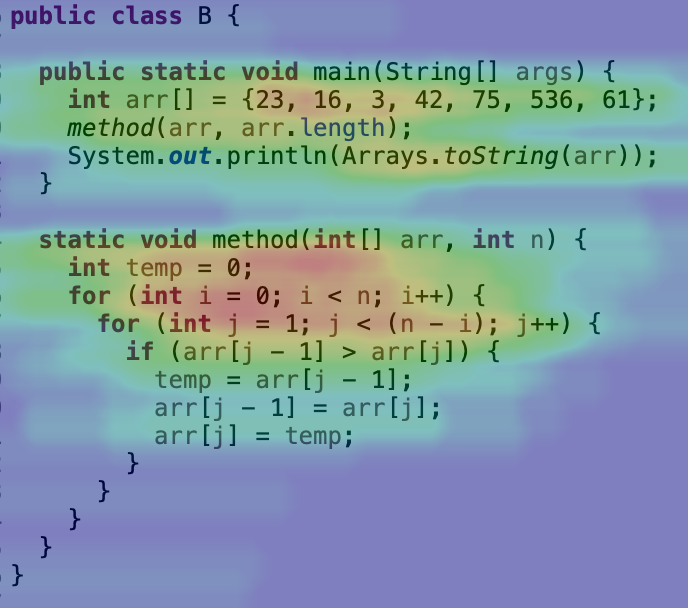 public class B {
public static void main(String[] args) {
int arr[] = {23, 16, 3, 42, 75, 536, 61};
method(arr, arr.length);
System.out.println(Arrays.toString(arr));
}
static void method(int[] arr, int n) {
int temp = 0;
for (int i = 0; i < n; i++) {
for (int j = 1; j < (n - i); j++) {
if (arr[j - 1] > arr[j]) {
temp = arr[j - 1];
arr[j - 1] = arr[j];
arr[j] = temp;
}
}
}
}
}